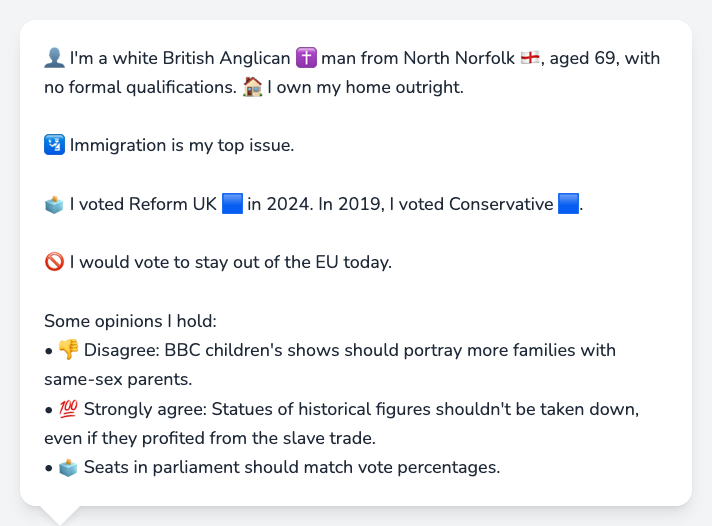 👤 I'm a white British Anglican ✝️ man from North Norfolk 🏴󠁧󠁢󠁥󠁮󠁧󠁿, aged 69, with
no formal qualifications. 🏠 I own my home outright.
🛂 Immigration is my top issue.
🗳️ I voted Reform UK 🟦 in 2024. In 2019, I voted Conservative 🟦.
🚫 I would vote to stay out of the EU today.
Some opinions I hold:
• 👎 Disagree: BBC children's shows should portray more families with
same-sex parents.
• 💯 Strongly agree: Statues of historical figures shouldn't be taken down,
even if they profited from the slave trade.
• 🗳️ Seats in parliament should match vote percentages.